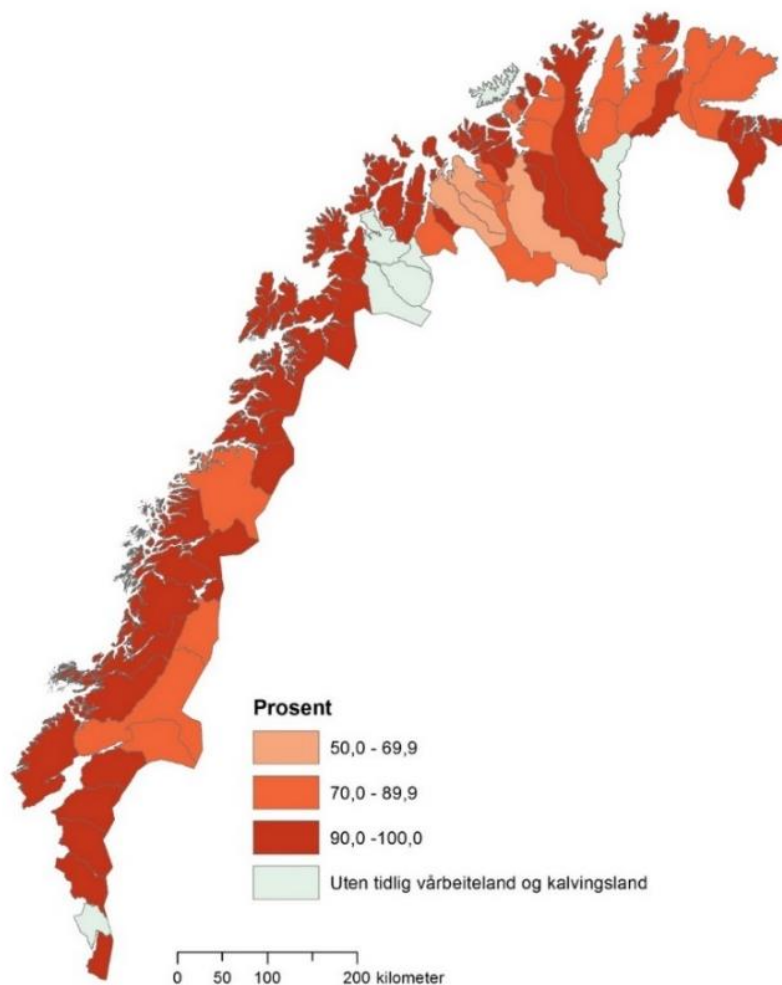 Prosent
50,0 - 69,9
70,0 - 89,9
90,0 -100,0
Uten tidlig vårbeiteland og kalvingsland
0 50 100 200 kilometer